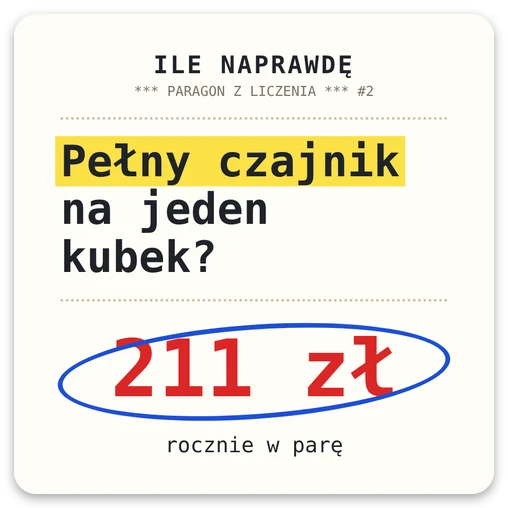 ILE NAPRAWDĘ
*** PARAGON Z LICZENIA *** #2
Pełny czajnik
na jeden
kubek?
211 zł
rocznie w parę